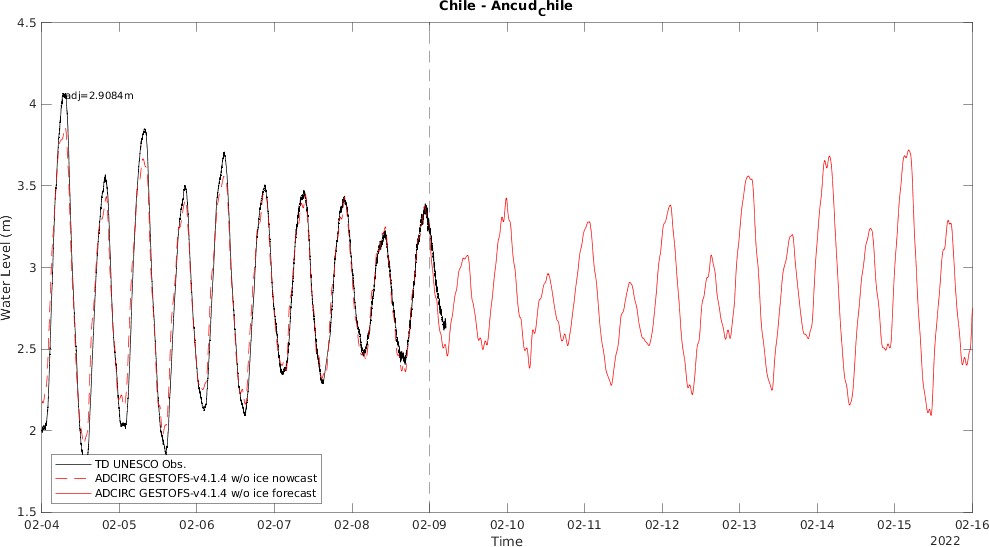 Chile - Ancud_Chile
4.5
4
3.5
3
2.5
2
1.5
Water Level (m)
adj=2.9084m
TD UNESCO Obs.
ADCIRC GESTOFS-v4.1.4 w/o ice nowcast
ADCIRC GESTOFS-v4.1.4 w/o ice forecast
02-04 02-05 02-06 02-07 02-08 02-09 02-10 02-11 02-12 02-13 02-14 02-15 02-16
Time
2022